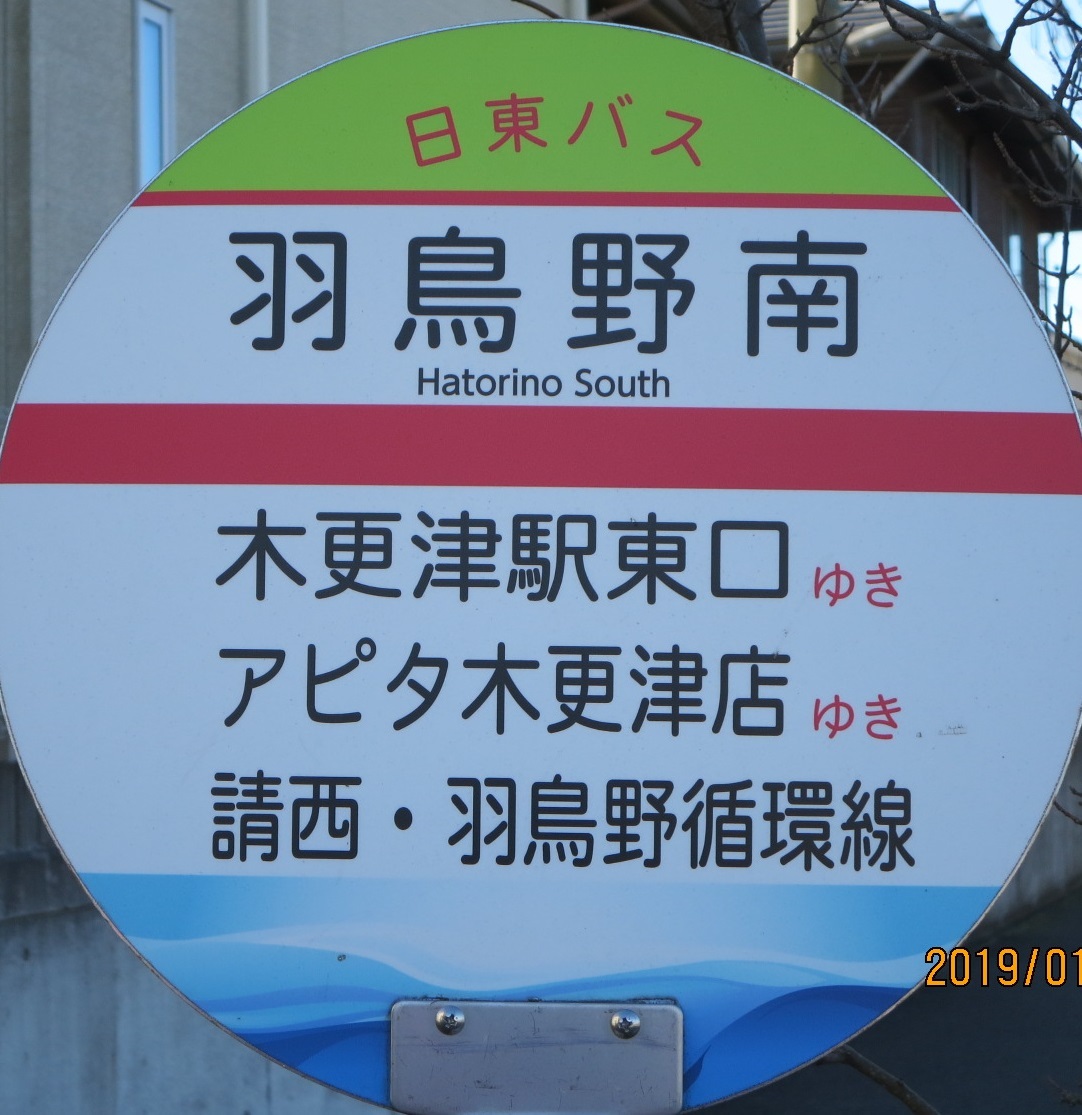 日東バス
羽鳥野南
Hatorino South
木更津駅東口 ゆき
アピタ木更津店 ゆき
請西・羽鳥野循環線
2019/01